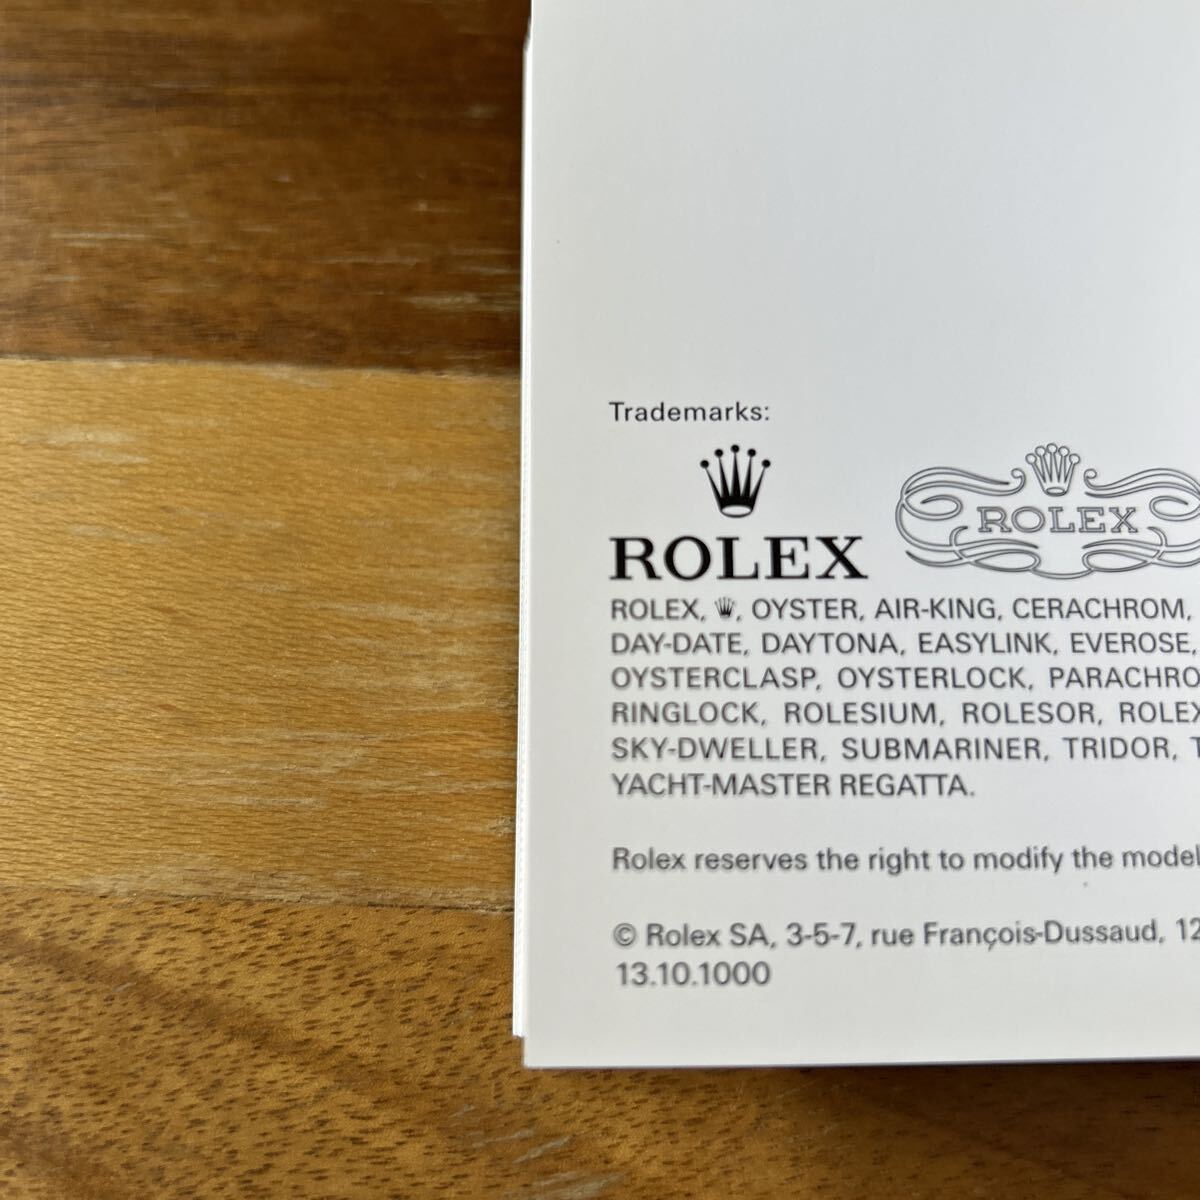 Trademarks:
ROLEX
ROLEX
ROLEX, , OYSTER, AIR-KING, CERACHROM,
DAY-DATE, DAYTONA, EASYLINK, EVEROSE,
OYSTERCLASP, OYSTERLOCK, PARACHRO
RINGLOCK, ROLESIUM, ROLESOR, ROLEX
SKY-DWELLER, SUBMARINER, TRIDOR, T
YACHT-MASTER REGATTA.
Rolex reserves the right to modify the model
© Rolex SA, 3-5-7, rue François-Dussaud, 12
13.10.1000